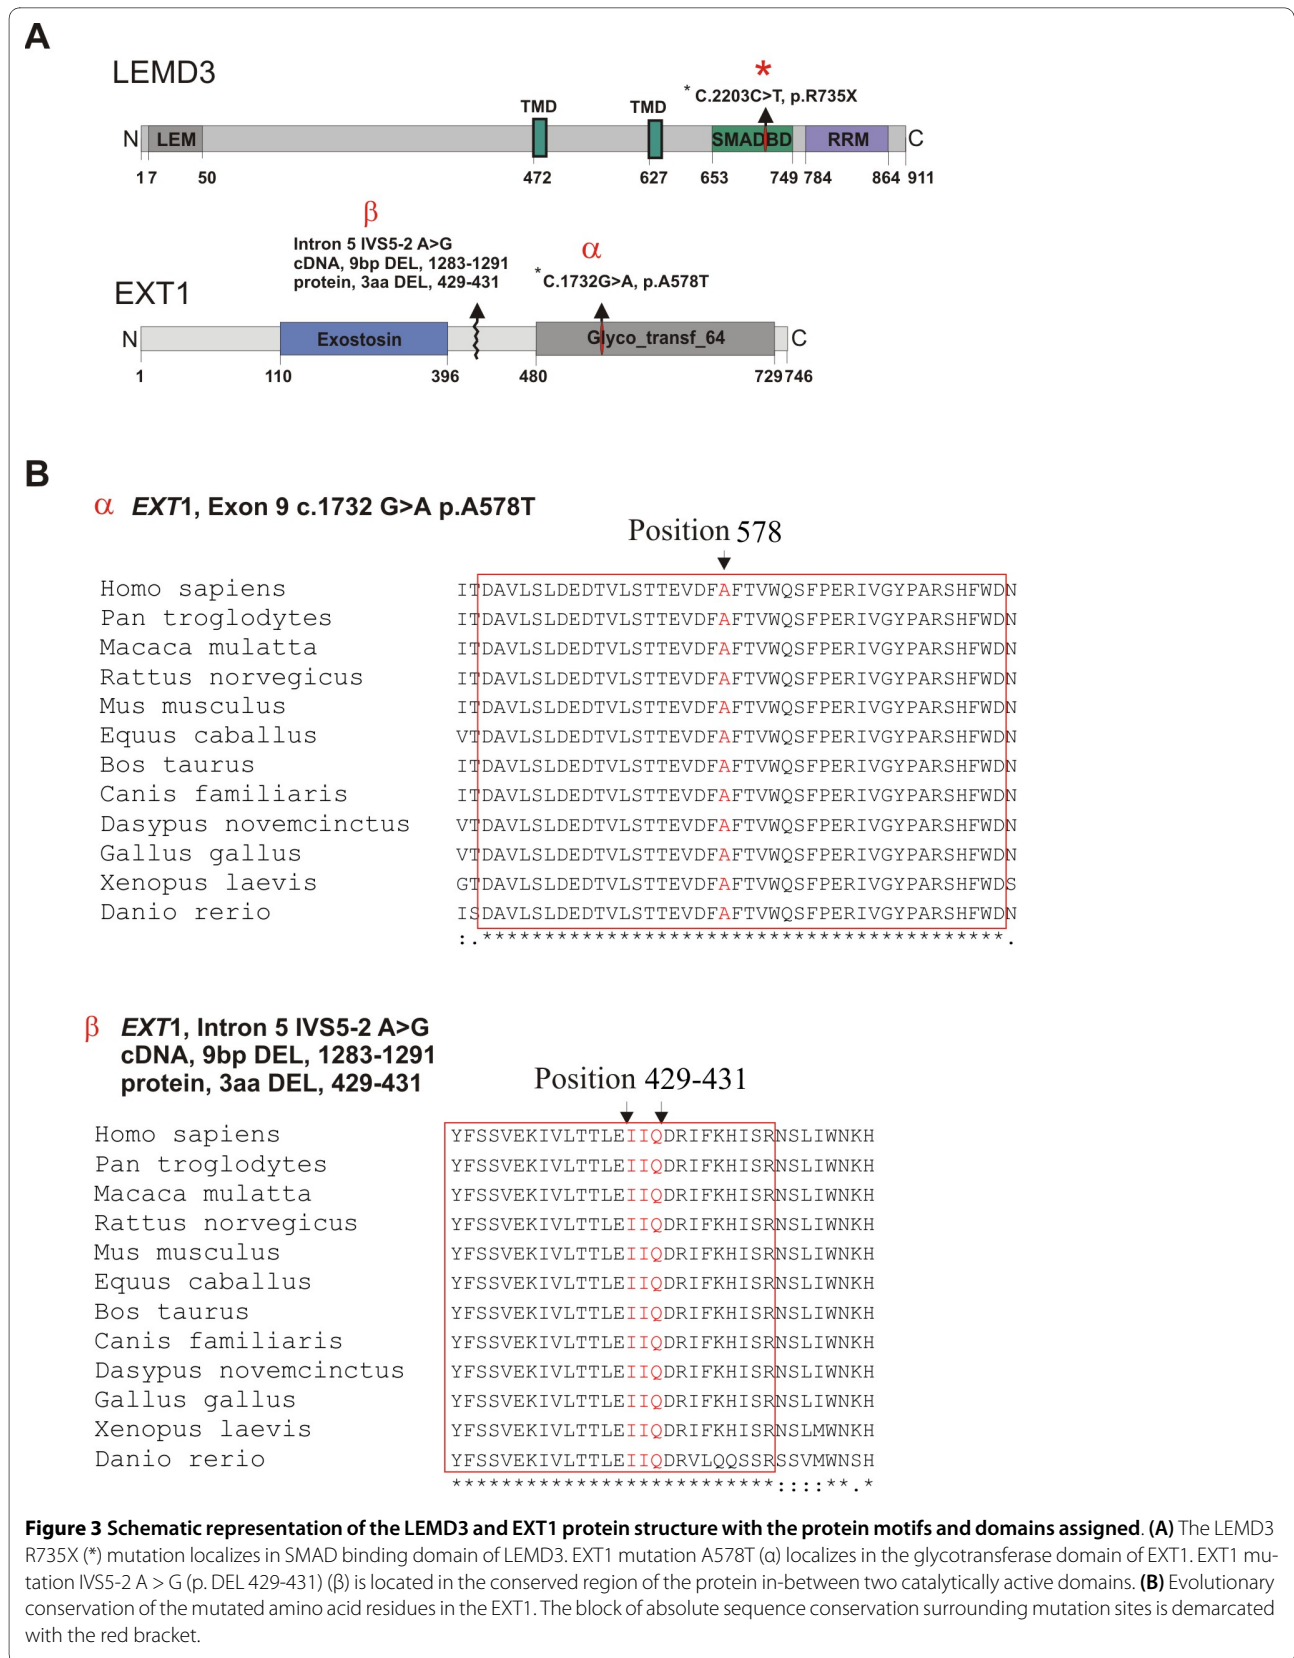 A
LEMD3
*
* C.2203C>T, p.R735X
TMD TMD
N LEM SMADBD RRM C
1 7 50 472 627 653 749 784 864 911
β
Intron 5 IVS5-2 A>G
cDNA, 9bp DEL, 1283-1291
protein, 3aa DEL, 429-431
α
* C.1732G>A, p.A578T
EXT1
N Exostosin Glyco_transf_64 C
1 110 396 480 729 746
B
α EXT1, Exon 9 c.1732 G>A p.A578T
Position 578
Homo sapiens ITDAVLSLDEDTVLSTTEVDFAFTVWQSFPERIVGYPARSHFWDN
Pan troglodytes ITDAVLSLDEDTVLSTTEVDFAFTVWQSFPERIVGYPARSHFWDN
Macaca mulatta ITDAVLSLDEDTVLSTTEVDFAFTVWQSFPERIVGYPARSHFWDN
Rattus norvegicus ITDAVLSLDEDTVLSTTEVDFAFTVWQSFPERIVGYPARSHFWDN
Mus musculus ITDAVLSLDEDTVLSTTEVDFAFTVWQSFPERIVGYPARSHFWDN
Equus caballus VTDAVLSLDEDTVLSTTEVDFAFTVWQSFPERIVGYPARSHFWDN
Bos taurus ITDAVLSLDEDTVLSTTEVDFAFTVWQSFPERIVGYPARSHFWDN
Canis familiaris ITDAVLSLDEDTVLSTTEVDFAFTVWQSFPERIVGYPARSHFWDN
Dasypus novemcinctus VTDAVLSLDEDTVLSTTEVDFAFTVWQSFPERIVGYPARSHFWDN
Gallus gallus VTDAVLSLDEDTVLSTTEVDFAFTVWQSFPERIVGYPARSHFWDN
Xenopus laevis GTDAVLSLDEDTVLSTTEVDFAFTVWQSFPERIVGYPARSHFWDS
Danio rerio ISDAVLSLDEDTVLSTTEVDFAFTVWQSFPERIVGYPARSHFWDN
:.******************************************.
β EXT1, Intron 5 IVS5-2 A>G
cDNA, 9bp DEL, 1283-1291
protein, 3aa DEL, 429-431
Position 429-431
Homo sapiens YFSSVEKIVLTTLEIIQDRIFKHISRNSLIWNKH
Pan troglodytes YFSSVEKIVLTTLEIIQDRIFKHISRNSLIWNKH
Macaca mulatta YFSSVEKIVLTTLEIIQDRIFKHISRNSLIWNKH
Rattus norvegicus YFSSVEKIVLTTLEIIQDRIFKHISRNSLIWNKH
Mus musculus YFSSVEKIVLTTLEIIQDRIFKHISRNSLIWNKH
Equus caballus YFSSVEKIVLTTLEIIQDRIFKHISRNSLIWNKH
Bos taurus YFSSVEKIVLTTLEIIQDRIFKHISRNSLIWNKH
Canis familiaris YFSSVEKIVLTTLEIIQDRIFKHISRNSLIWNKH
Dasypus novemcinctus YFSSVEKIVLTTLEIIQDRIFKHISRNSLIWNKH
Gallus gallus YFSSVEKIVLTTLEIIQDRIFKHISRNSLIWNKH
Xenopus laevis YFSSVEKIVLTTLEIIQDRIFKHISRNSLMWNKH
Danio rerio YFSSVEKIVLTTLEIIQDRVLQQSSRSSVMWNSH
**************************::::**.*
Figure 3 Schematic representation of the LEMD3 and EXT1 protein structure with the protein motifs and domains assigned. (A) The LEMD3
R735X (*) mutation localizes in SMAD binding domain of LEMD3. EXT1 mutation A578T (α) localizes in the glycotransferase domain of EXT1. EXT1 mu-
tation IVS5-2 A > G (p. DEL 429-431) (β) is located in the conserved region of the protein in-between two catalytically active domains. (B) Evolutionary
conservation of the mutated amino acid residues in the EXT1. The block of absolute sequence conservation surrounding mutation sites is demarcated
with the red bracket.